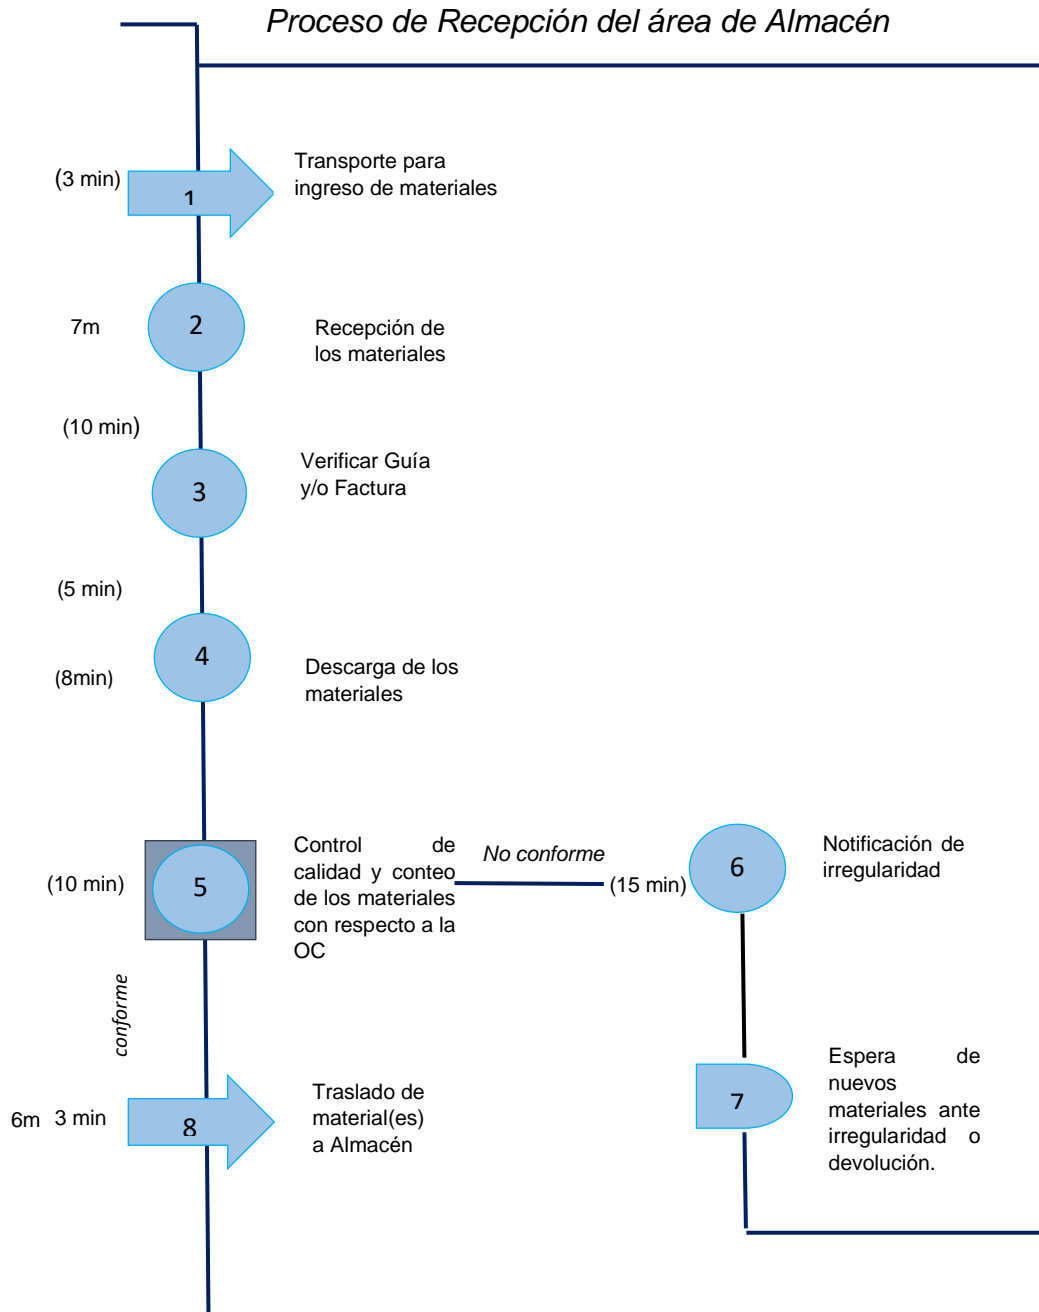 Proceso de Recepción del área de Almacén
(3 min)
1
Transporte para
ingreso de materiales
7m
2
Recepción de
los materiales
(10 min)
3
Verificar Guía
y/o Factura
(5 min)
4
(8min)
Descarga de los
materiales
(10 min)
5
Control de
calidad y conteo
de los materiales
con respecto a la
OC
No conforme
(15 min)
6
Notificación de
irregularidad
conforme
7
Espera de
nuevos
materiales ante
irregularidad o
devolución.
6m 3 min
8
Traslado de
material(es)
a Almacén